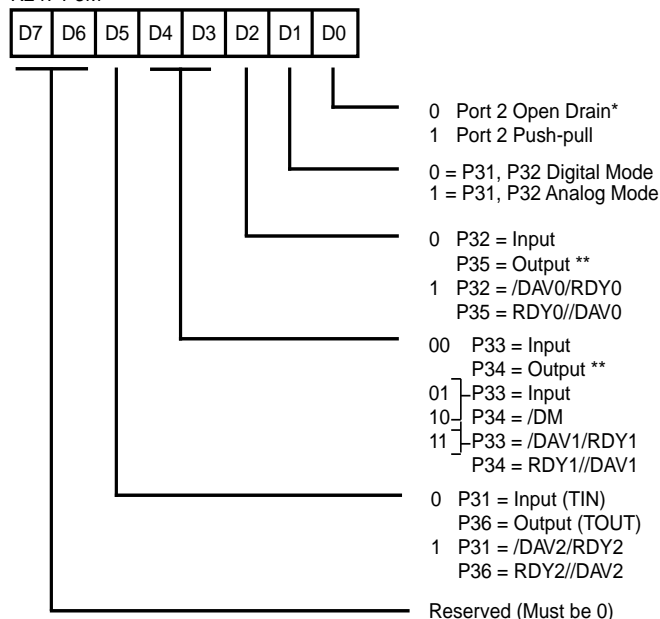 D7 D6 D5 D4 D3 D2 D1 D0
0 Port 2 Open Drain*
1 Port 2 Push-pull
0 = P31, P32 Digital Mode
1 = P31, P32 Analog Mode
0 P32 = Input
P35 = Output **
1 P32 = /DAV0/RDY0
P35 = RDY0//DAV0
00 P33 = Input
P34 = Output **
01 P33 = Input
10 P34 = /DM
11 P33 = /DAV1/RDY1
P34 = RDY1//DAV1
0 P31 = Input (TIN)
P36 = Output (TOUT)
1 P31 = /DAV2/RDY2
P36 = RDY2//DAV2
Reserved (Must be 0)